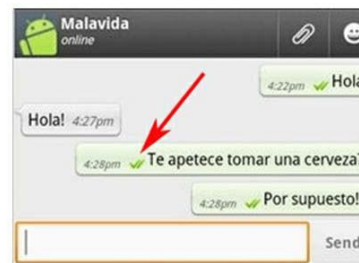 Malavida
online
4:22pm Hola
Hola! 4:27pm
4:28pm Te apetece tomar una cerveza?
4:28pm Por supuesto!
Send